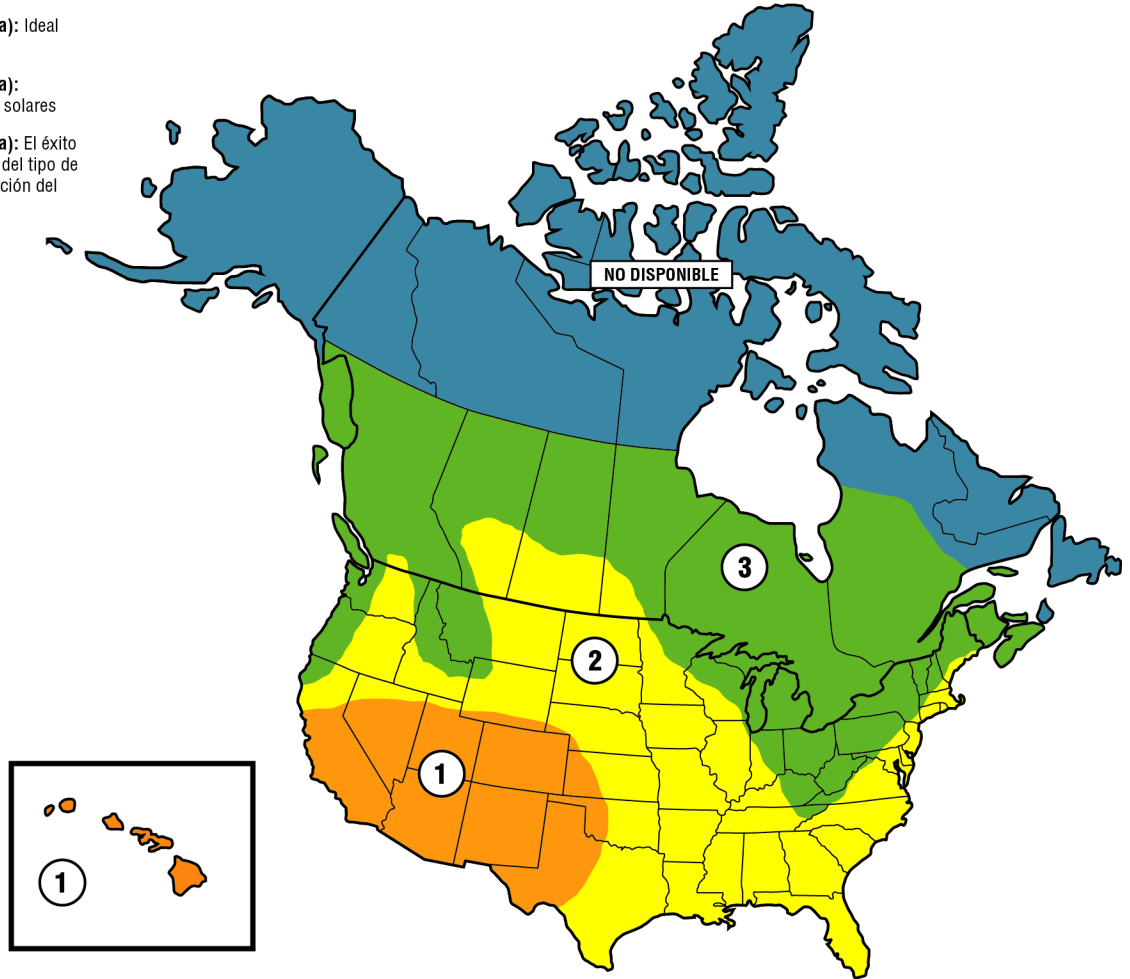 a): Ideal
a):
solares
a): El éxito
del tipo de
ción del
NO DISPONIBLE
3
2
1
1